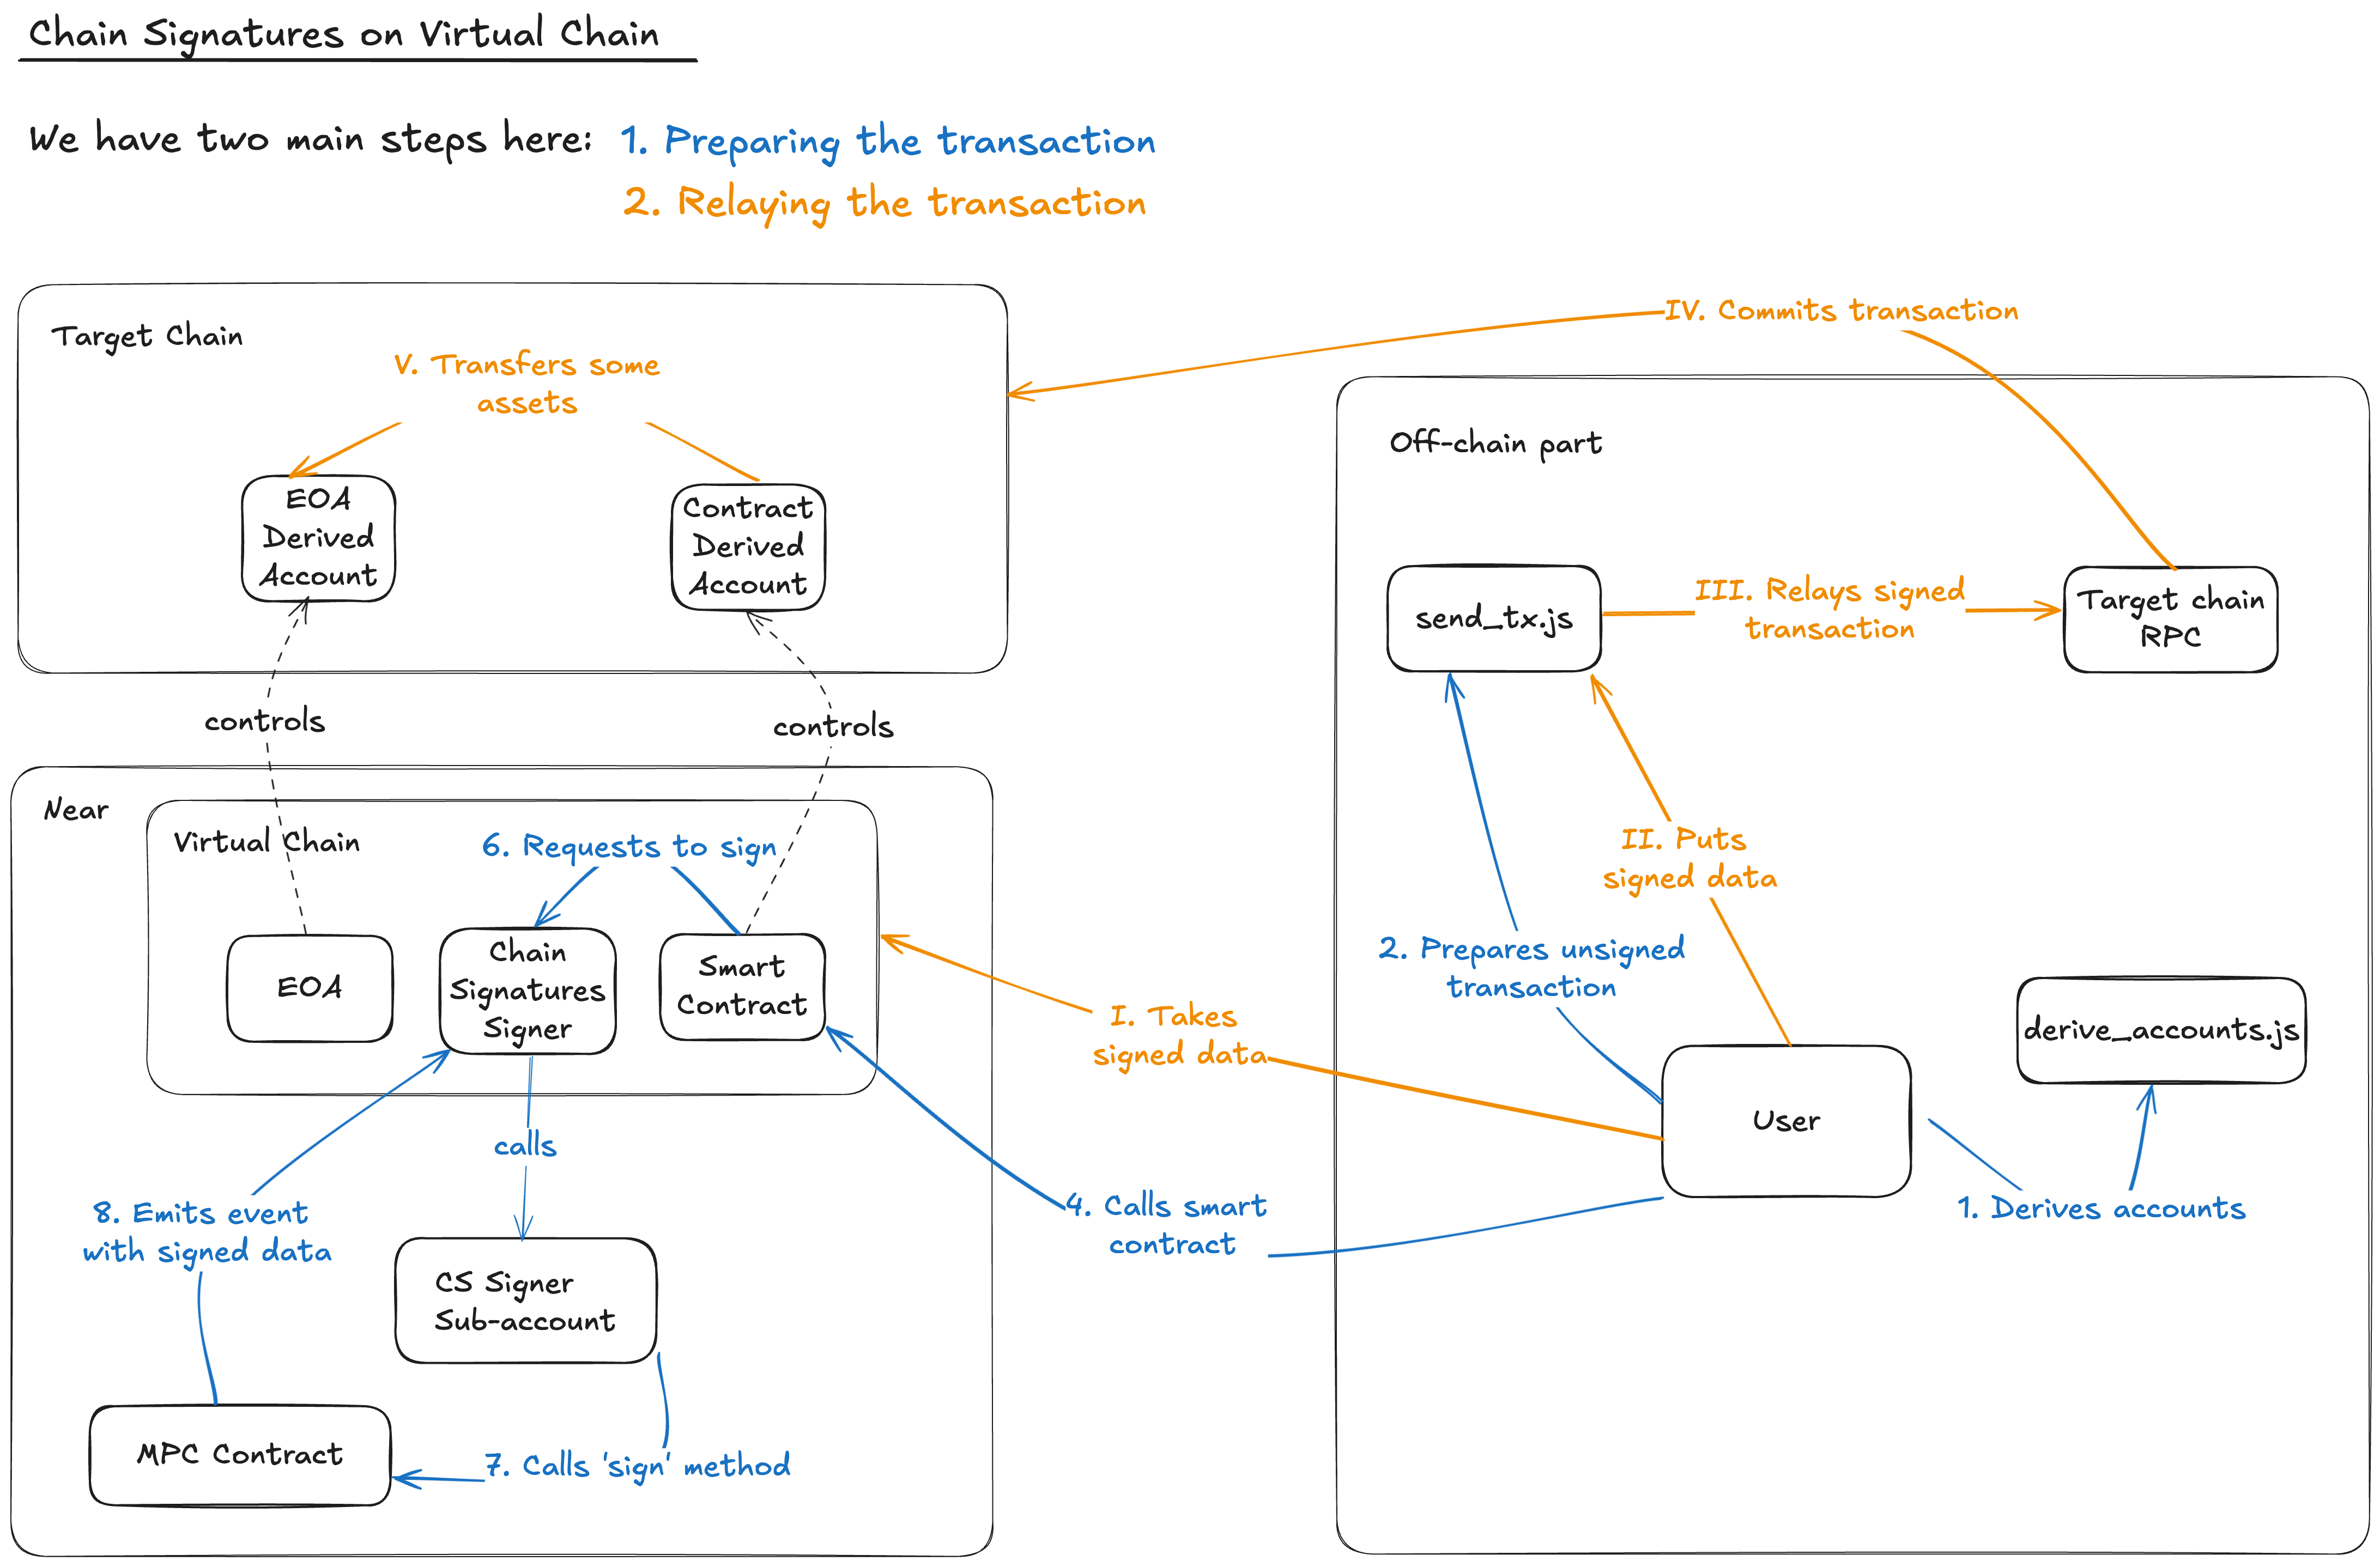 Chain Signatures on Virtual Chain
We have two main steps here: 1. Preparing the transaction
2. Relaying the transaction
Target Chain
V. Transfers some
assets
EOA
Derived
Account
Contract
Derived
Account
controls
controls
Near
Virtual Chain
6. Requests to sign
EOA
Chain
Signatures
Signer
Smart
Contract
calls
8. Emits event
with signed data
CS Signer
Sub-account
MPC Contract
7. Calls 'sign' method
IV. Commits transaction
Off-chain part
send_tx.js
III. Relays signed
transaction
Target chain
RPC
II. Puts
signed data
2. Prepares unsigned
transaction
I. Takes
signed data
derive_accounts.js
User
4. Calls smart
contract
1. Derives accounts